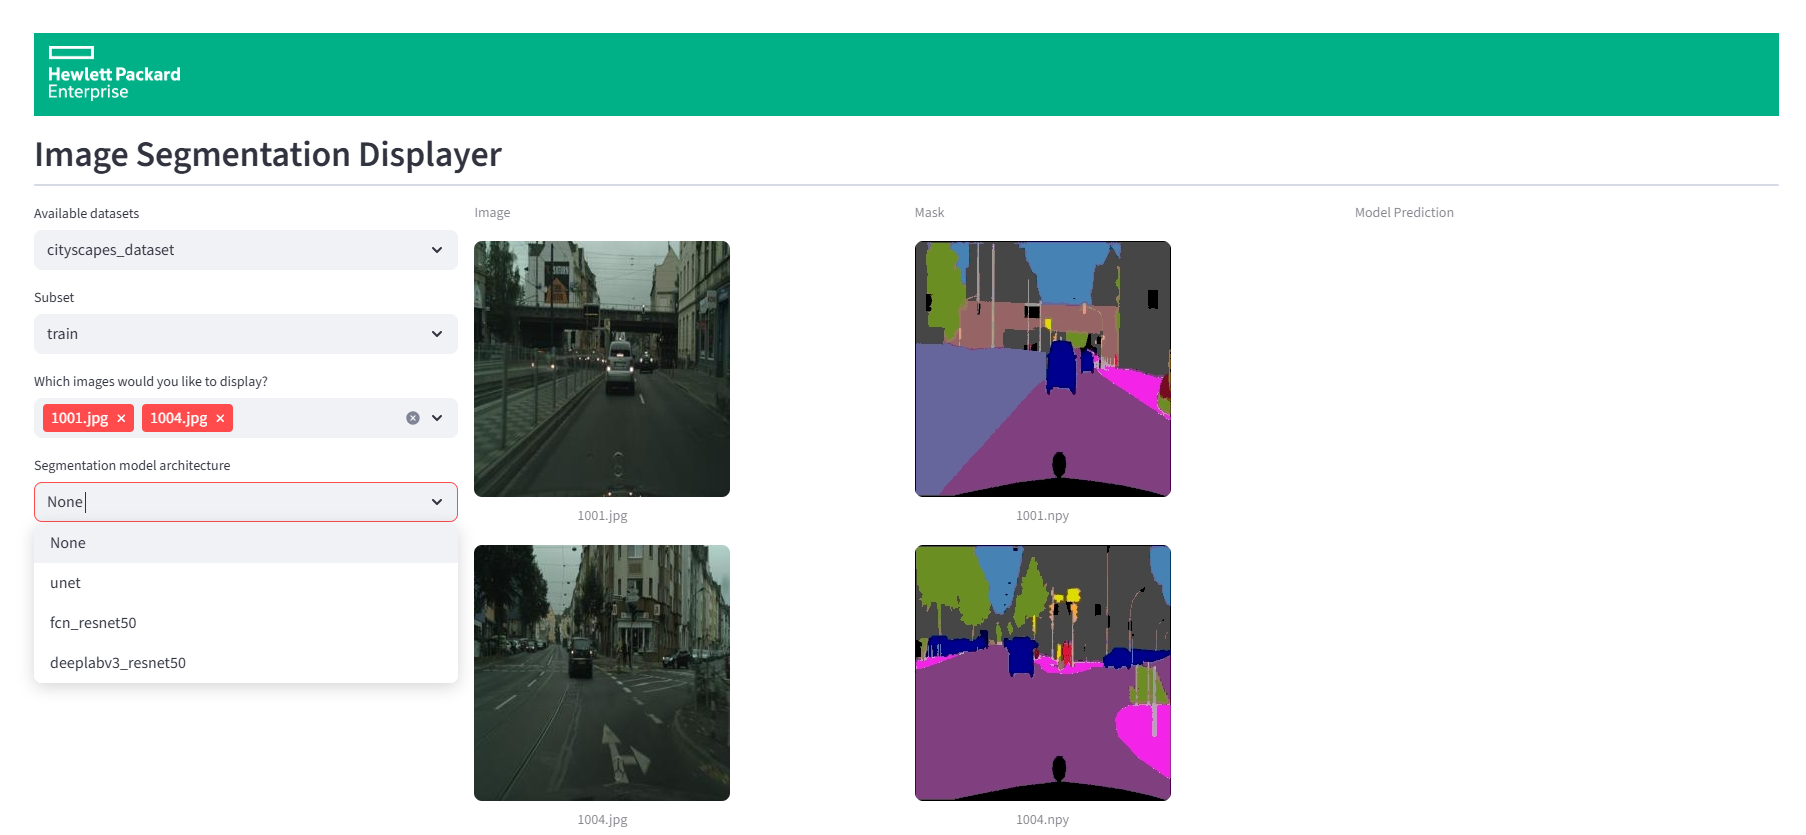 Hewlett Packard
Enterprise
Image Segmentation Displayer
Available datasets
cityscapes_dataset
Subset
train
Which images would you like to display?
1001.jpg × 1004.jpg ×
Segmentation model architecture
None
None
unet
fcn_resnet50
deeplabv3_resnet50
Image
1001.jpg
1004.jpg
Mask
1001.npy
1004.npy
Model Prediction